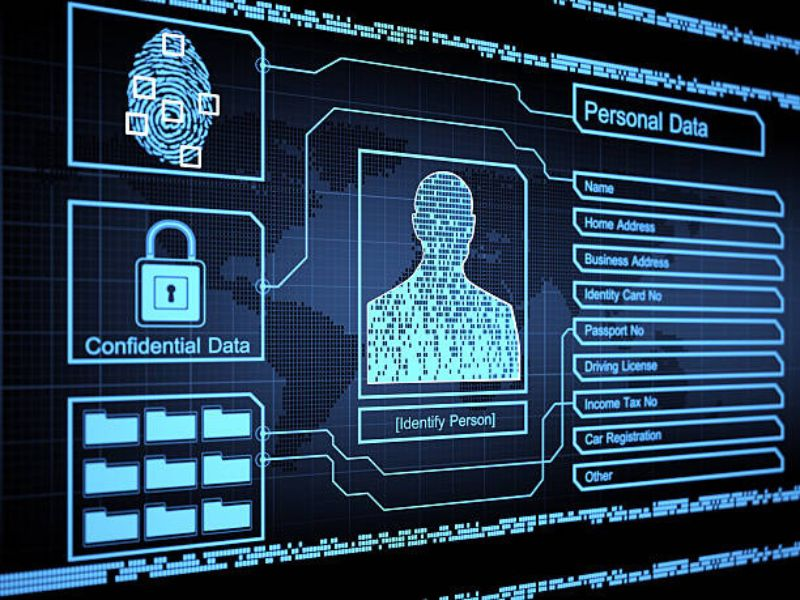 Personal Data
Name
Home Address
Business Address
Identity Card No
Passport No
Driving License
Income Tax No
Car Registration
Other
Confidential Data
[Identify Person]